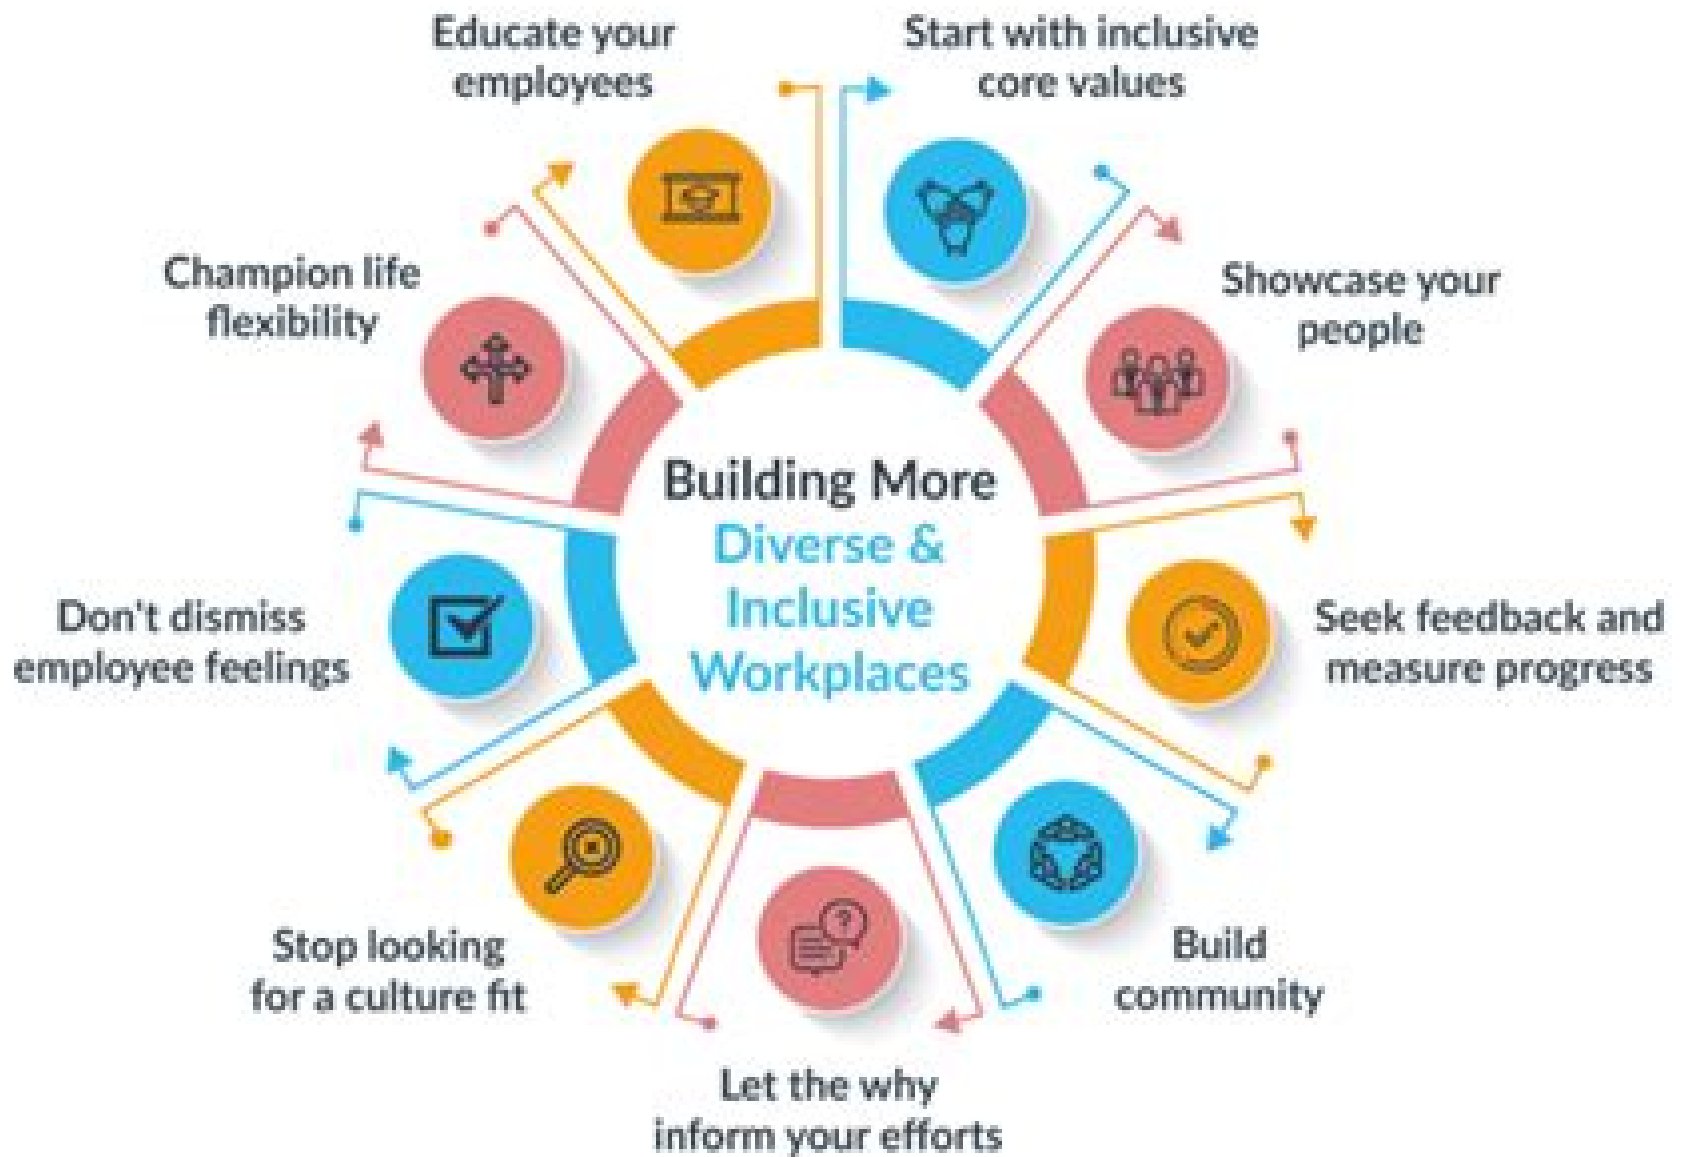 Building More
Diverse &
Inclusive
Workplaces
Start with inclusive
core values
Showcase your
people
Seek feedback and
measure progress
Build
community
Let the why
inform your efforts
Stop looking
for a culture fit
Don't dismiss
employee feelings
Champion life
flexibility
Educate your
employees
?